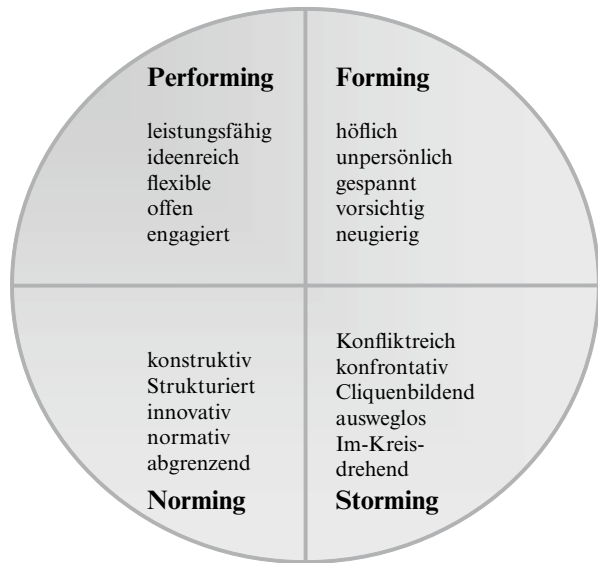 Performing
leistungsfähig
ideenreich
flexible
offen
engagiert
Forming
höflich
unpersönlich
gespannt
vorsichtig
neugierig
konstruktiv
Strukturiert
innovativ
normativ
abgrenzend
Norming
Konfliktreich
konfrontativ
Cliquenbildend
ausweglos
Im-Kreis-
drehend
Storming